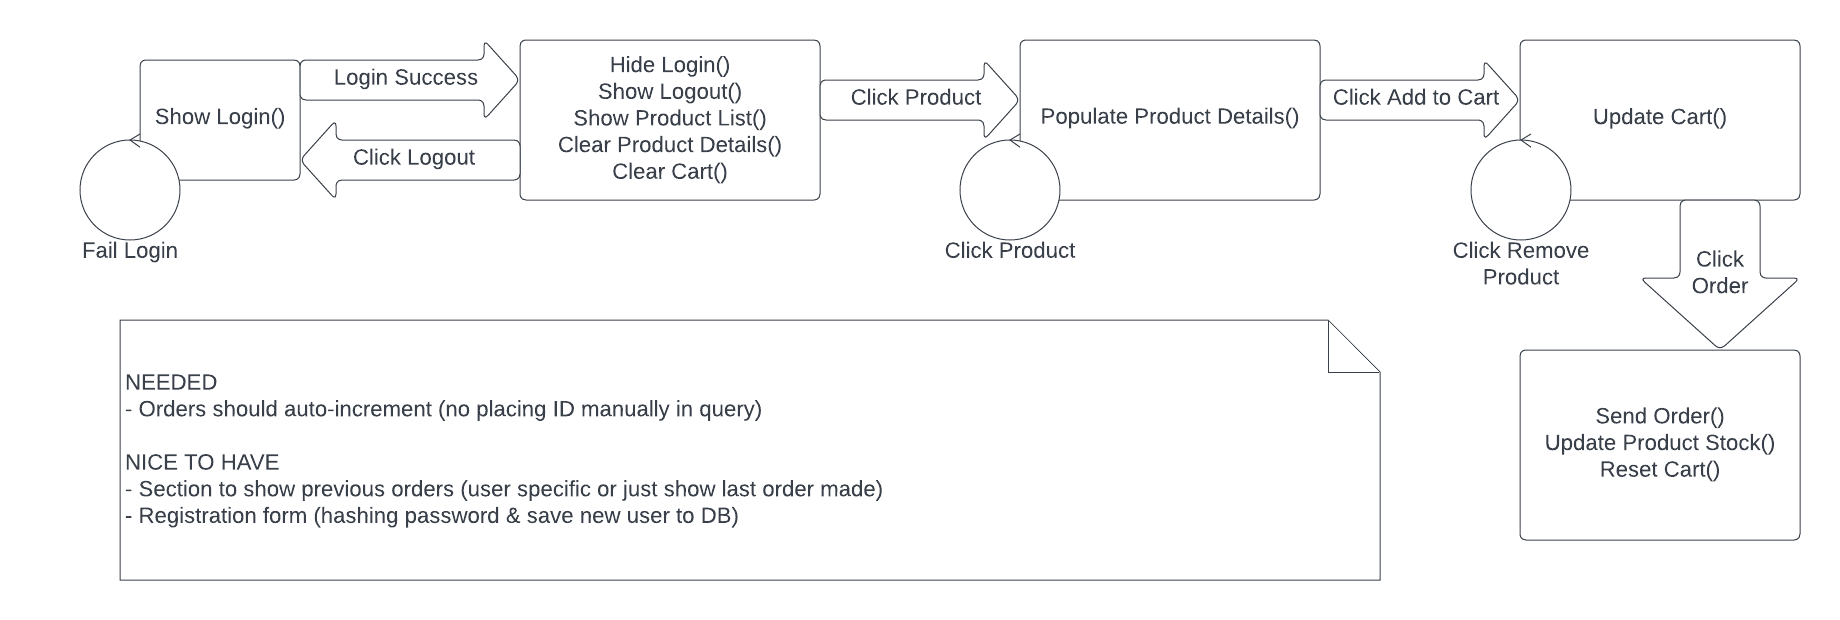 Show Login()
Login Success
Click Logout
Fail Login
Hide Login()
Show Logout()
Show Product List()
Clear Product Details()
Clear Cart()
Click Product
Populate Product Details()
Click Product
Click Add to Cart
Update Cart()
Click Remove
Product
Click
Order
Send Order()
Update Product Stock()
Reset Cart()
NEEDED
- Orders should auto-increment (no placing ID manually in query)
NICE TO HAVE
- Section to show previous orders (user specific or just show last order made)
- Registration form (hashing password & save new user to DB)